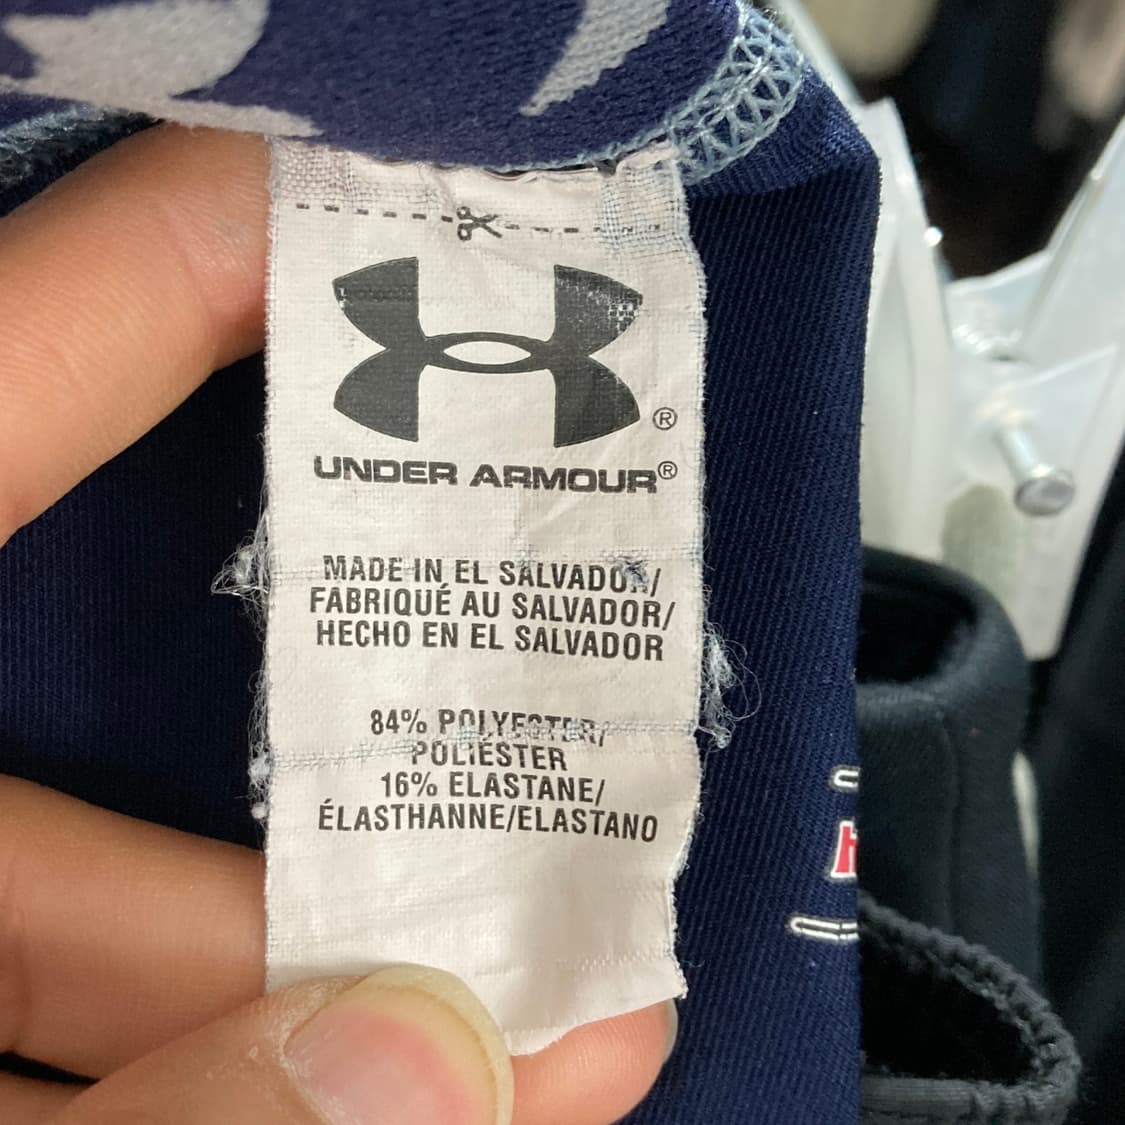 ®
UNDER ARMOUR®
MADE IN EL SALVADOR/
FABRIQUÉ AU SALVADOR/
HECHO EN EL SALVADOR
84% POLYESTER/
POLIÉSTER
16% ELASTANE/
ÉLASTHANNE/ELASTANO